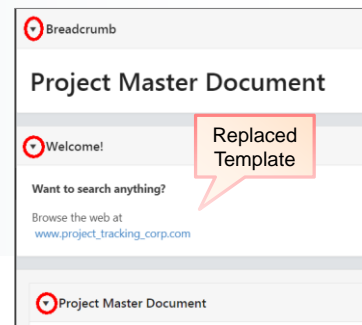 Breadcrumb
Project Master Document
Welcome!
Replaced
Template
Want to search anything?
Browse the web at
www.project_tracking_corp.com
Project Master Document